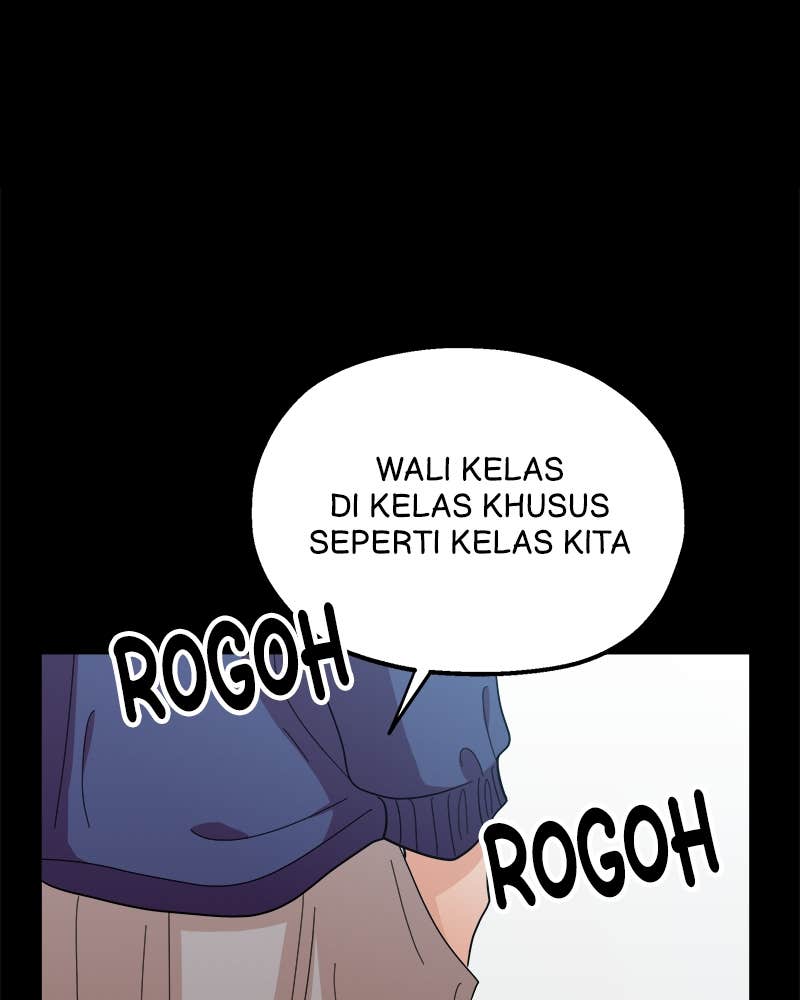 WALI KELAS
DI KELAS KHUSUS
SEPERTI KELAS KITA
ROGOH
ROGOH